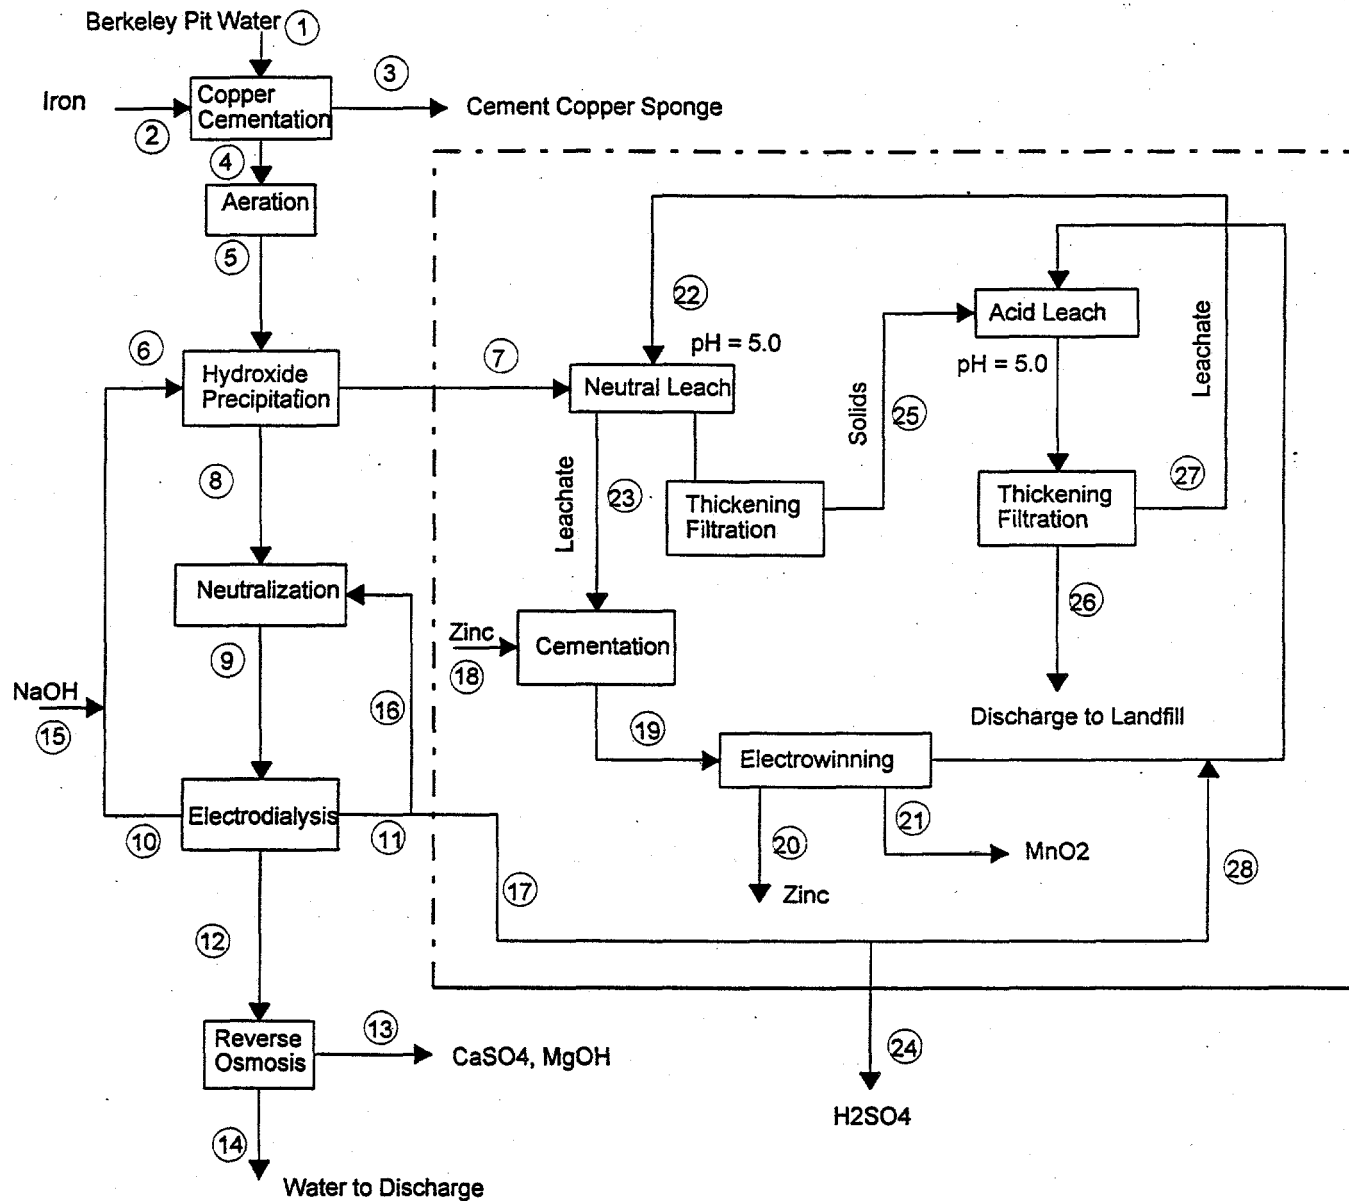 Berkeley Pit Water 1
3
Iron
Copper
Cementation
Cement Copper Sponge
2
4
Aeration
5
22
Acid Leach
Leachate
6
7
pH = 5.0
pH = 5.0
Hydroxide
Precipitation
Neutral Leach
Solids
25
8
Leachate
23
Thickening
Filtration
Thickening
Filtration
27
Neutralization
26
Zinc
18
Cementation
9
NaOH
15
16
19
Discharge to Landfill
Electrowinning
Electrodialysis
10
11
20
21
MnO2
28
17
Zinc
12
Reverse
Osmosis
13
CaSO4, MgOH
24
H2SO4
14
Water to Discharge